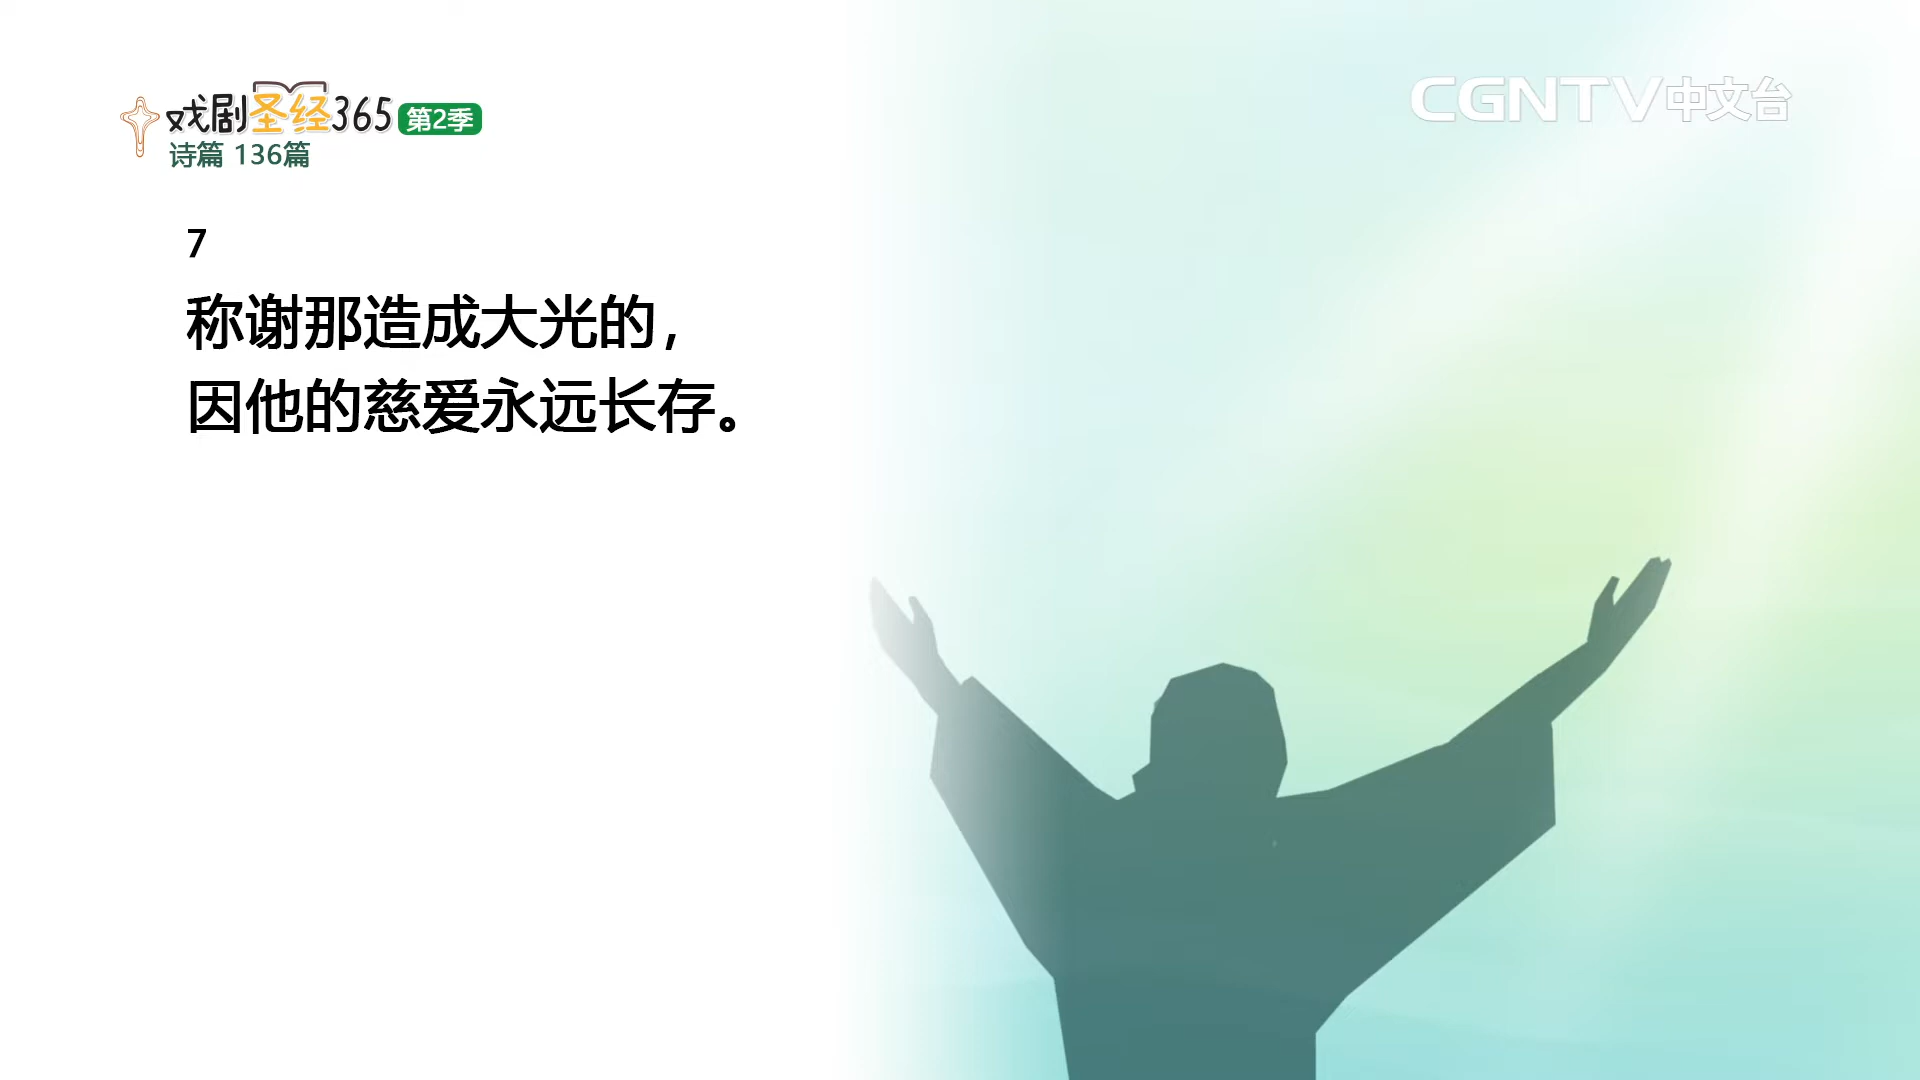 戏剧圣经365 第2季
诗篇 136篇
CGNTV中文台
7
称谢那造成大光的，
因他的慈爱永远长存。